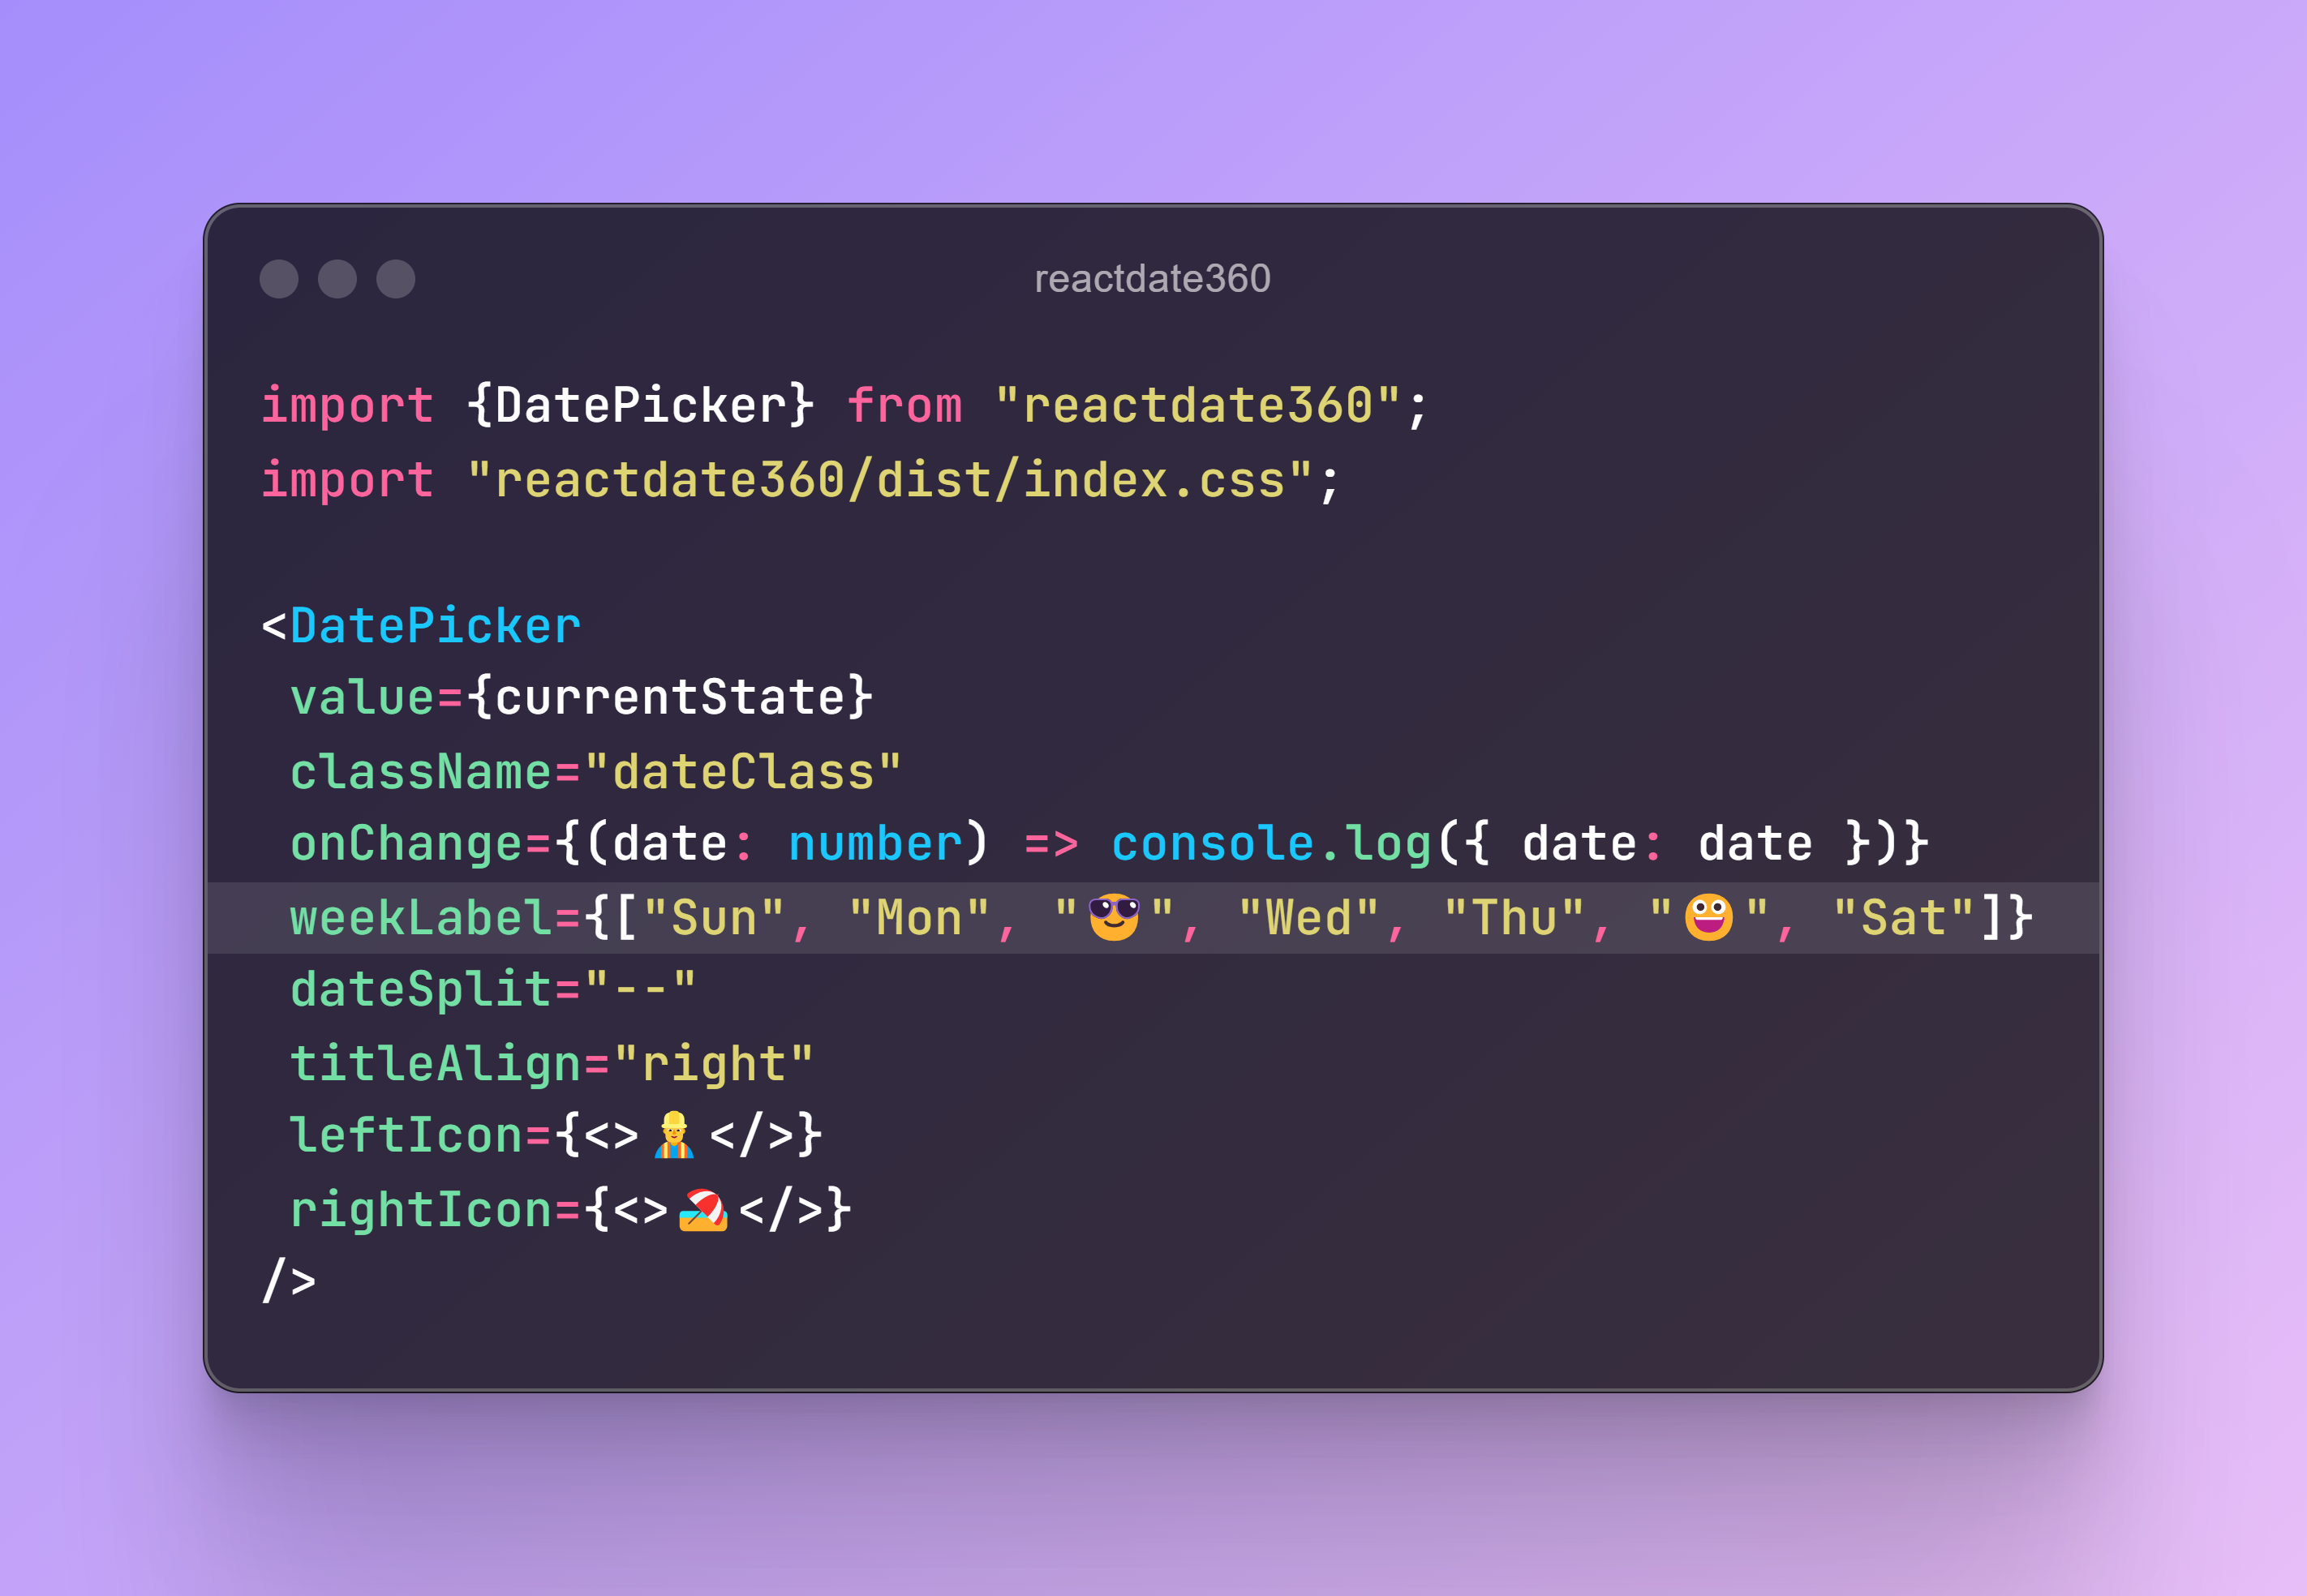 reactdate360
import {DatePicker} from "reactdate360";
import "reactdate360/dist/index.css";
<DatePicker
 value={currentState}
 className="dateClass"
 onChange={(date: number) => console.log({ date: date })}
 weekLabel={["Sun", "Mon", "😎", "Wed", "Thu", "😀", "Sat"]}
 dateSplit="--"
 titleAlign="right"
 leftIcon={<>👷</>}
 rightIcon={<>🏖️</>}
/>